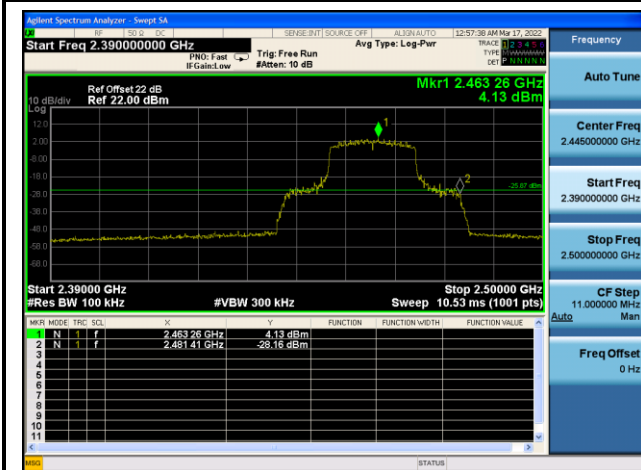 Agilent Spectrum Analyzer - Swept SA
RF 50 Ω DC SENSE:INT SOURCE OFF ALIGN AUTO 12:57:38 AM Mar 17, 2022
Start Freq 2.390000000 GHz
PNO: Fast
IFGain:Low
Trig: Free Run
#Atten: 10 dB
Avg Type: Log-Pwr
TRACE 1 2 3 4 5 6
TYPE
DET P N N N N N
Frequency
Auto Tune
Center Freq
2.445000000 GHz
Start Freq
2.390000000 GHz
Stop Freq
2.500000000 GHz
CF Step
11.000000 MHz
Auto Man
Freq Offset
0 Hz
Mkr1 2.463 26 GHz
4.13 dBm
Ref Offset 22 dB
10 dB/div Ref 22.00 dBm
Log
12.0
2.00
-8.00
-18.0
-28.0
-38.0
-48.0
-58.0
-68.0
1
2
-25.87 dBm
Start 2.39000 GHz Stop 2.50000 GHz
#Res BW 100 kHz #VBW 300 kHz Sweep 10.53 ms (1001 pts)
MKR MODE TRC SCL X Y FUNCTION FUNCTION WIDTH FUNCTION VALUE
1 N 1 f 2.463 26 GHz 4.13 dBm
2 N 1 f 2.481 41 GHz -28.16 dBm
3
4
5
6
7
8
9
10
11
MSG STATUS